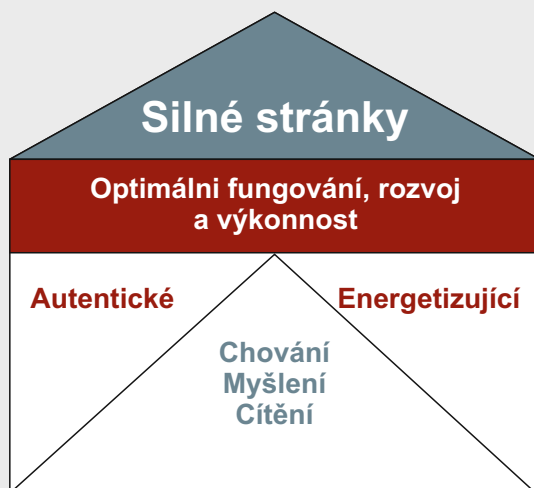 Silné stránky
Optimálni fungování, rozvoj
a výkonnost
Autentické
Energetizující
Chování
Myšlení
Cítění